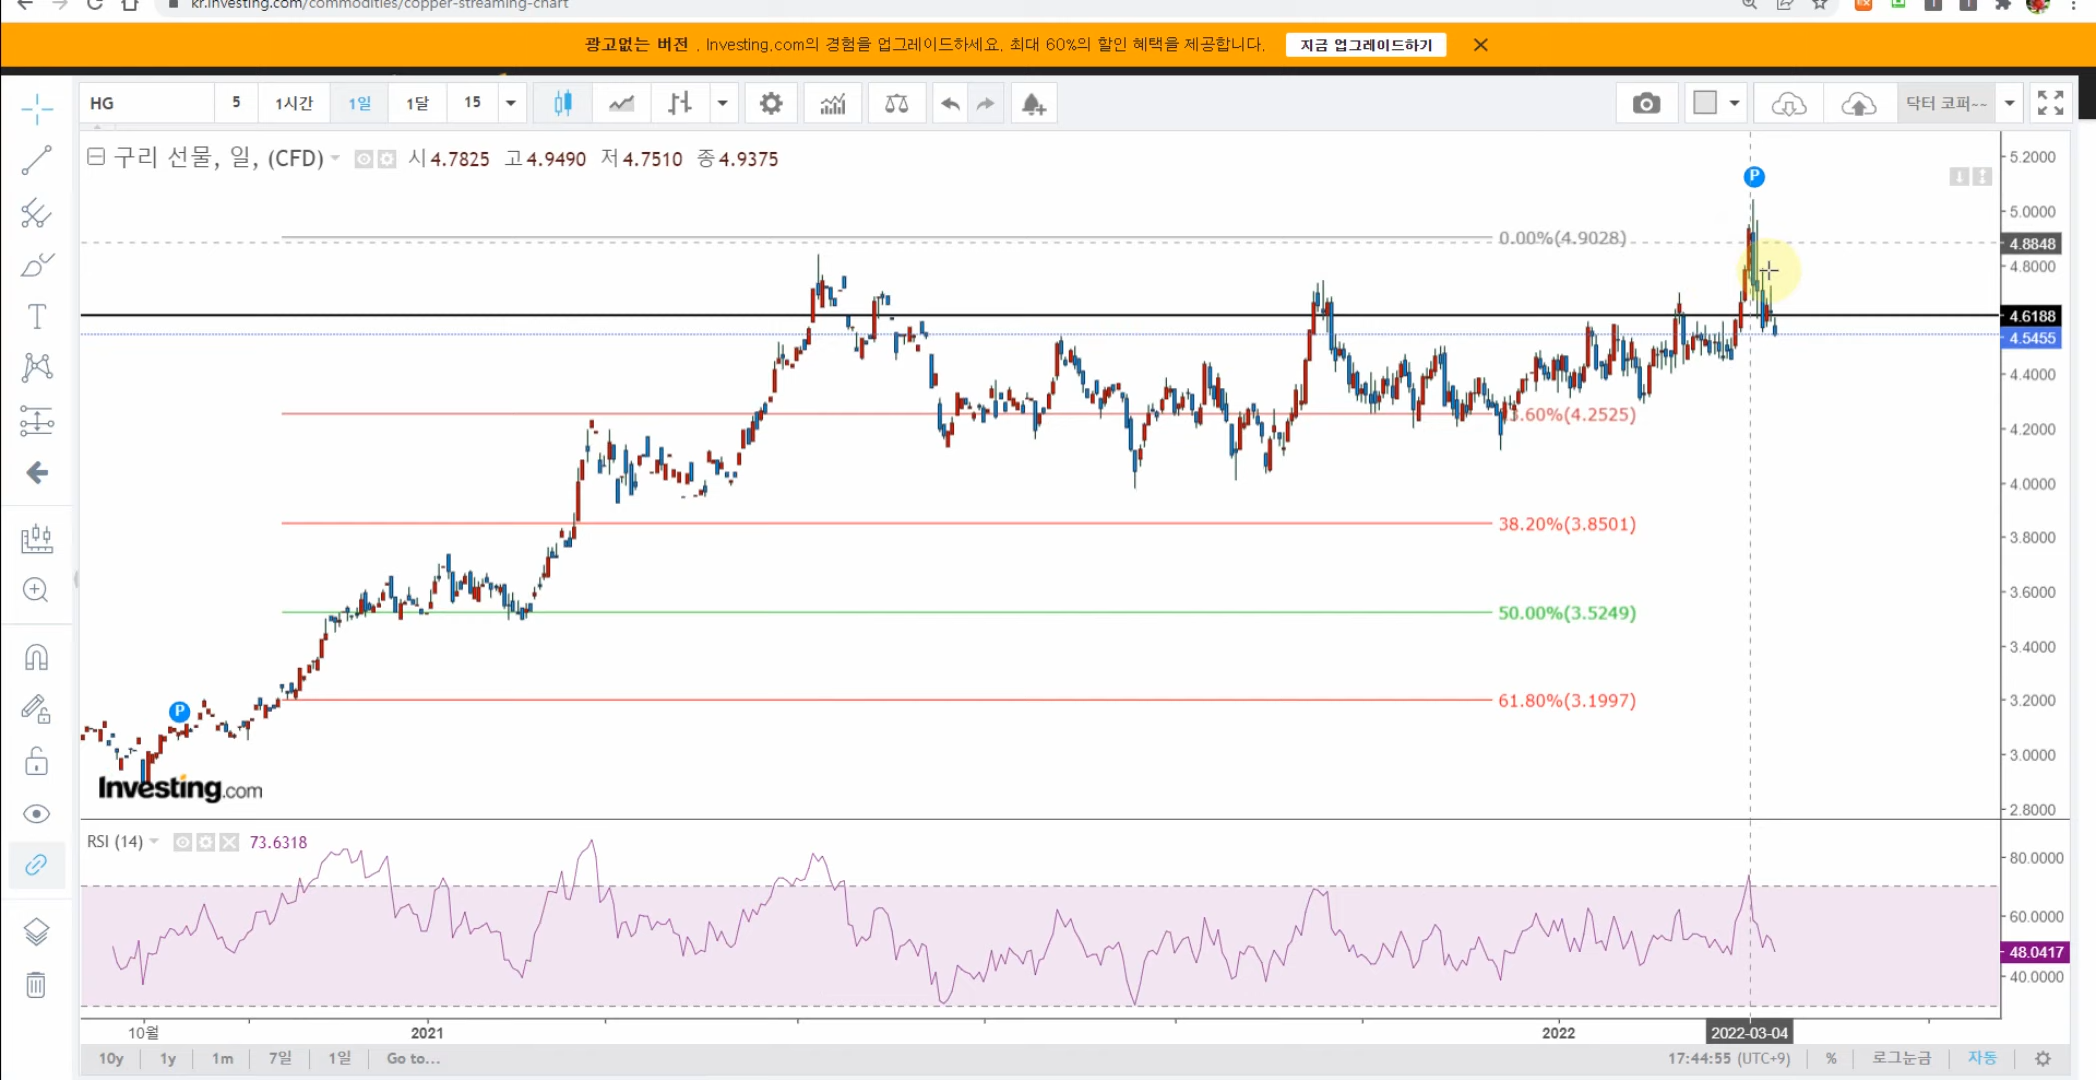 kr.investing.com/commodities/copper-streaming-chart
광고없는 버전 . Investing.com의 경험을 업그레이드하세요. 최대 60%의 할인 혜택을 제공합니다. 지금 업그레이드하기
HG 5 1시간 1일 1달 15 닥터 코퍼~~
구리 선물, 일, (CFD) 시4.7825 고4.9490 저4.7510 종4.9375
5.2000
P
5.0000
0.00%(4.9028)
4.8848
4.8000
4.6188
4.5455
4.4000
3.60%(4.2525)
4.2000
4.0000
38.20%(3.8501)
3.8000
3.6000
50.00%(3.5249)
3.4000
61.80%(3.1997)
3.2000
P
3.0000
Investing.com
2.8000
RSI (14) 73.6318
80.0000
60.0000
48.0417
40.0000
10월 2021 2022 2022-03-04
10y 1y 1m 7일 1일 Go to... 17:44:55 (UTC+9) % 로그눈금 자동